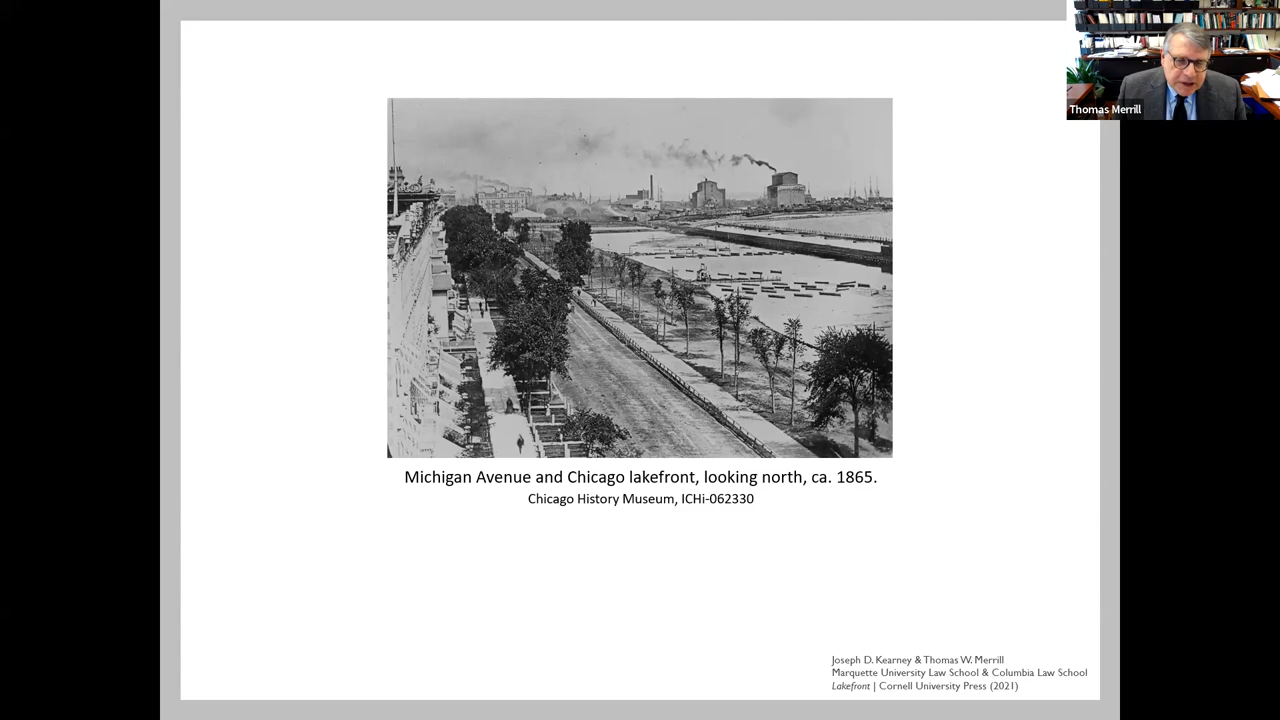 Thomas Merrill
Michigan Avenue and Chicago lakefront, looking north, ca. 1865.
Chicago History Museum, ICHi-062330
Joseph D. Kearney & Thomas W. Merrill
Marquette University Law School & Columbia Law School
Lakefront | Cornell University Press (2021)